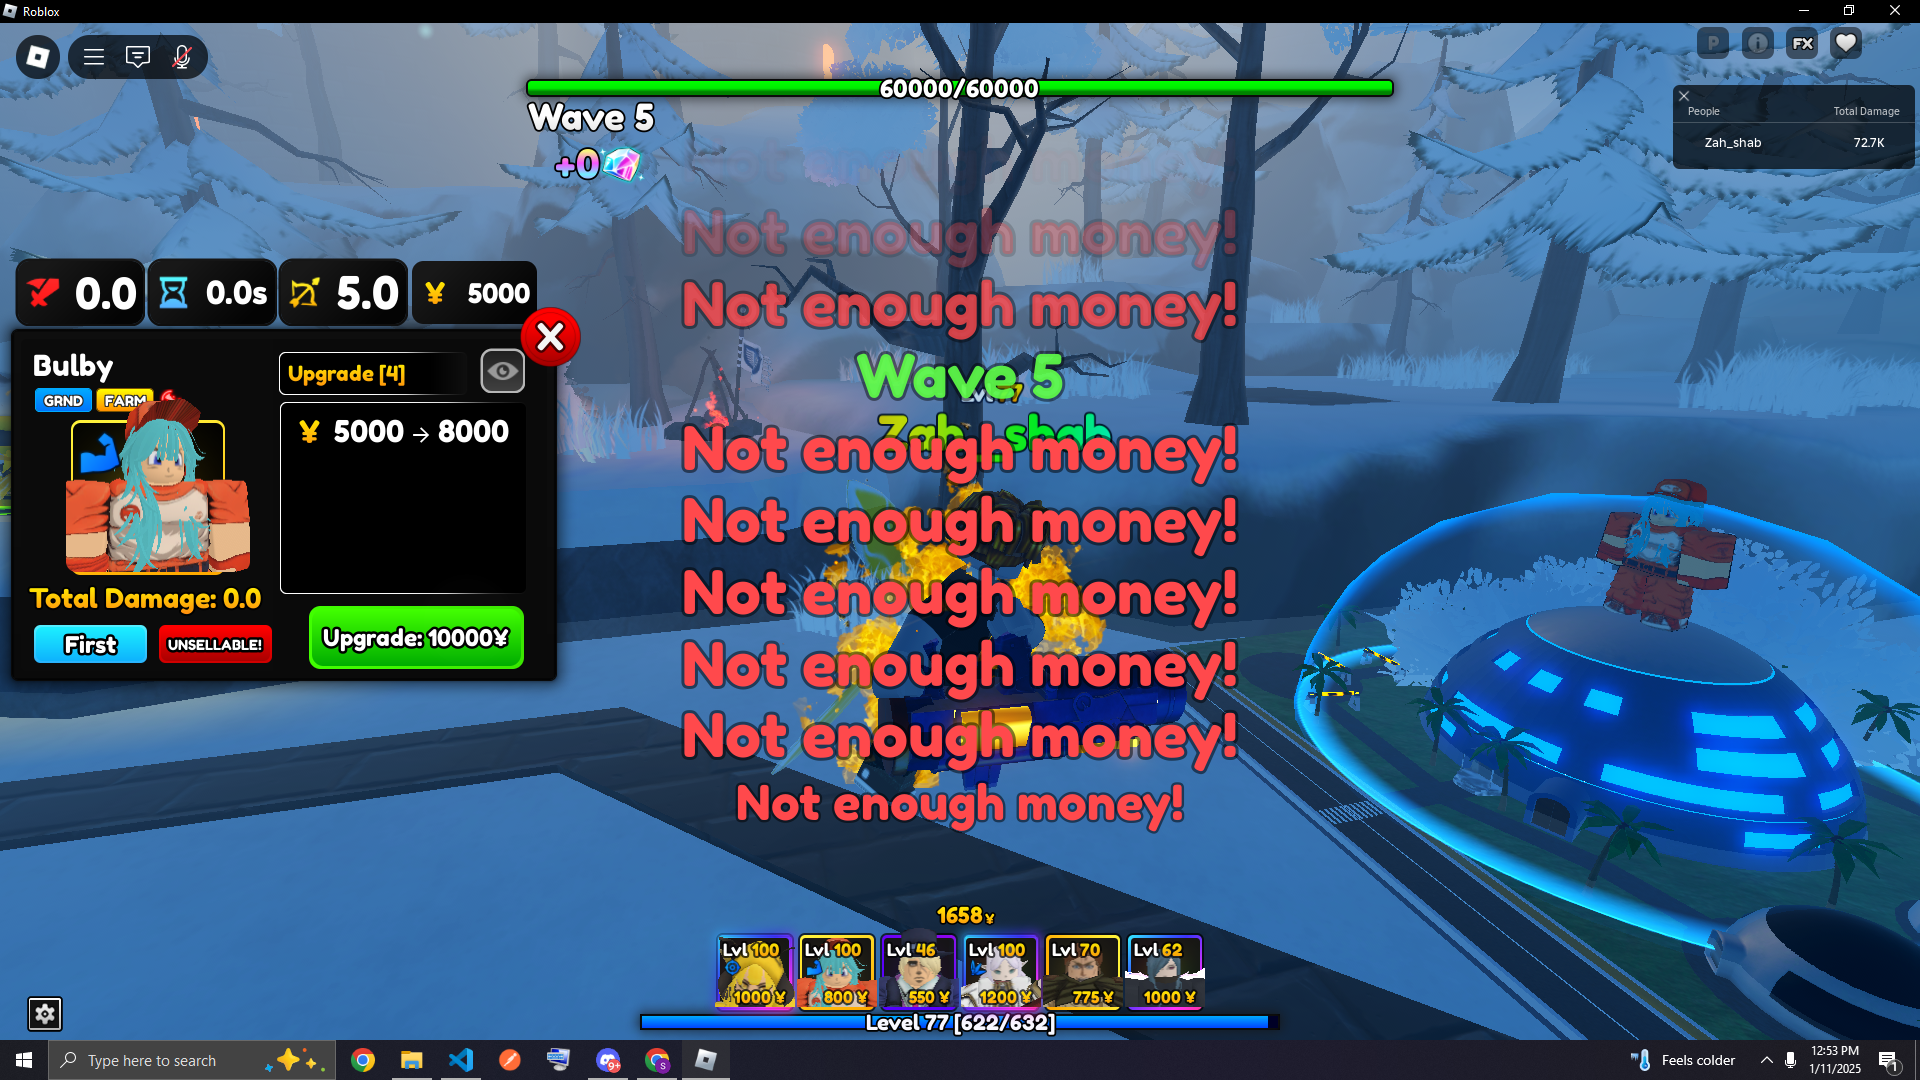 Roblox
P
FX
60000/60000
Wave 5
+0
People Total Damage
Zah_shab 72.7K
Not enough money!
Not enough money!
Wave 5
Zah_shab
Not enough money!
Not enough money!
Not enough money!
Not enough money!
Not enough money!
Not enough money!
0.0 0.0s 5.0 ¥ 5000
Bulby
GRND FARM
Upgrade [4]
¥ 5000 → 8000
Total Damage: 0.0
First UNSELLABLE! Upgrade: 10000¥
1658¥
Lvl 100 Lvl 100 Lvl 46 Lvl 100 Lvl 70 Lvl 62
1000 ¥ 800 ¥ 550 ¥ 1200 ¥ 775 ¥ 1000 ¥
Level 77 [622/632]
Type here to search
9+
S
Feels colder
12:53 PM
1/11/2025
1